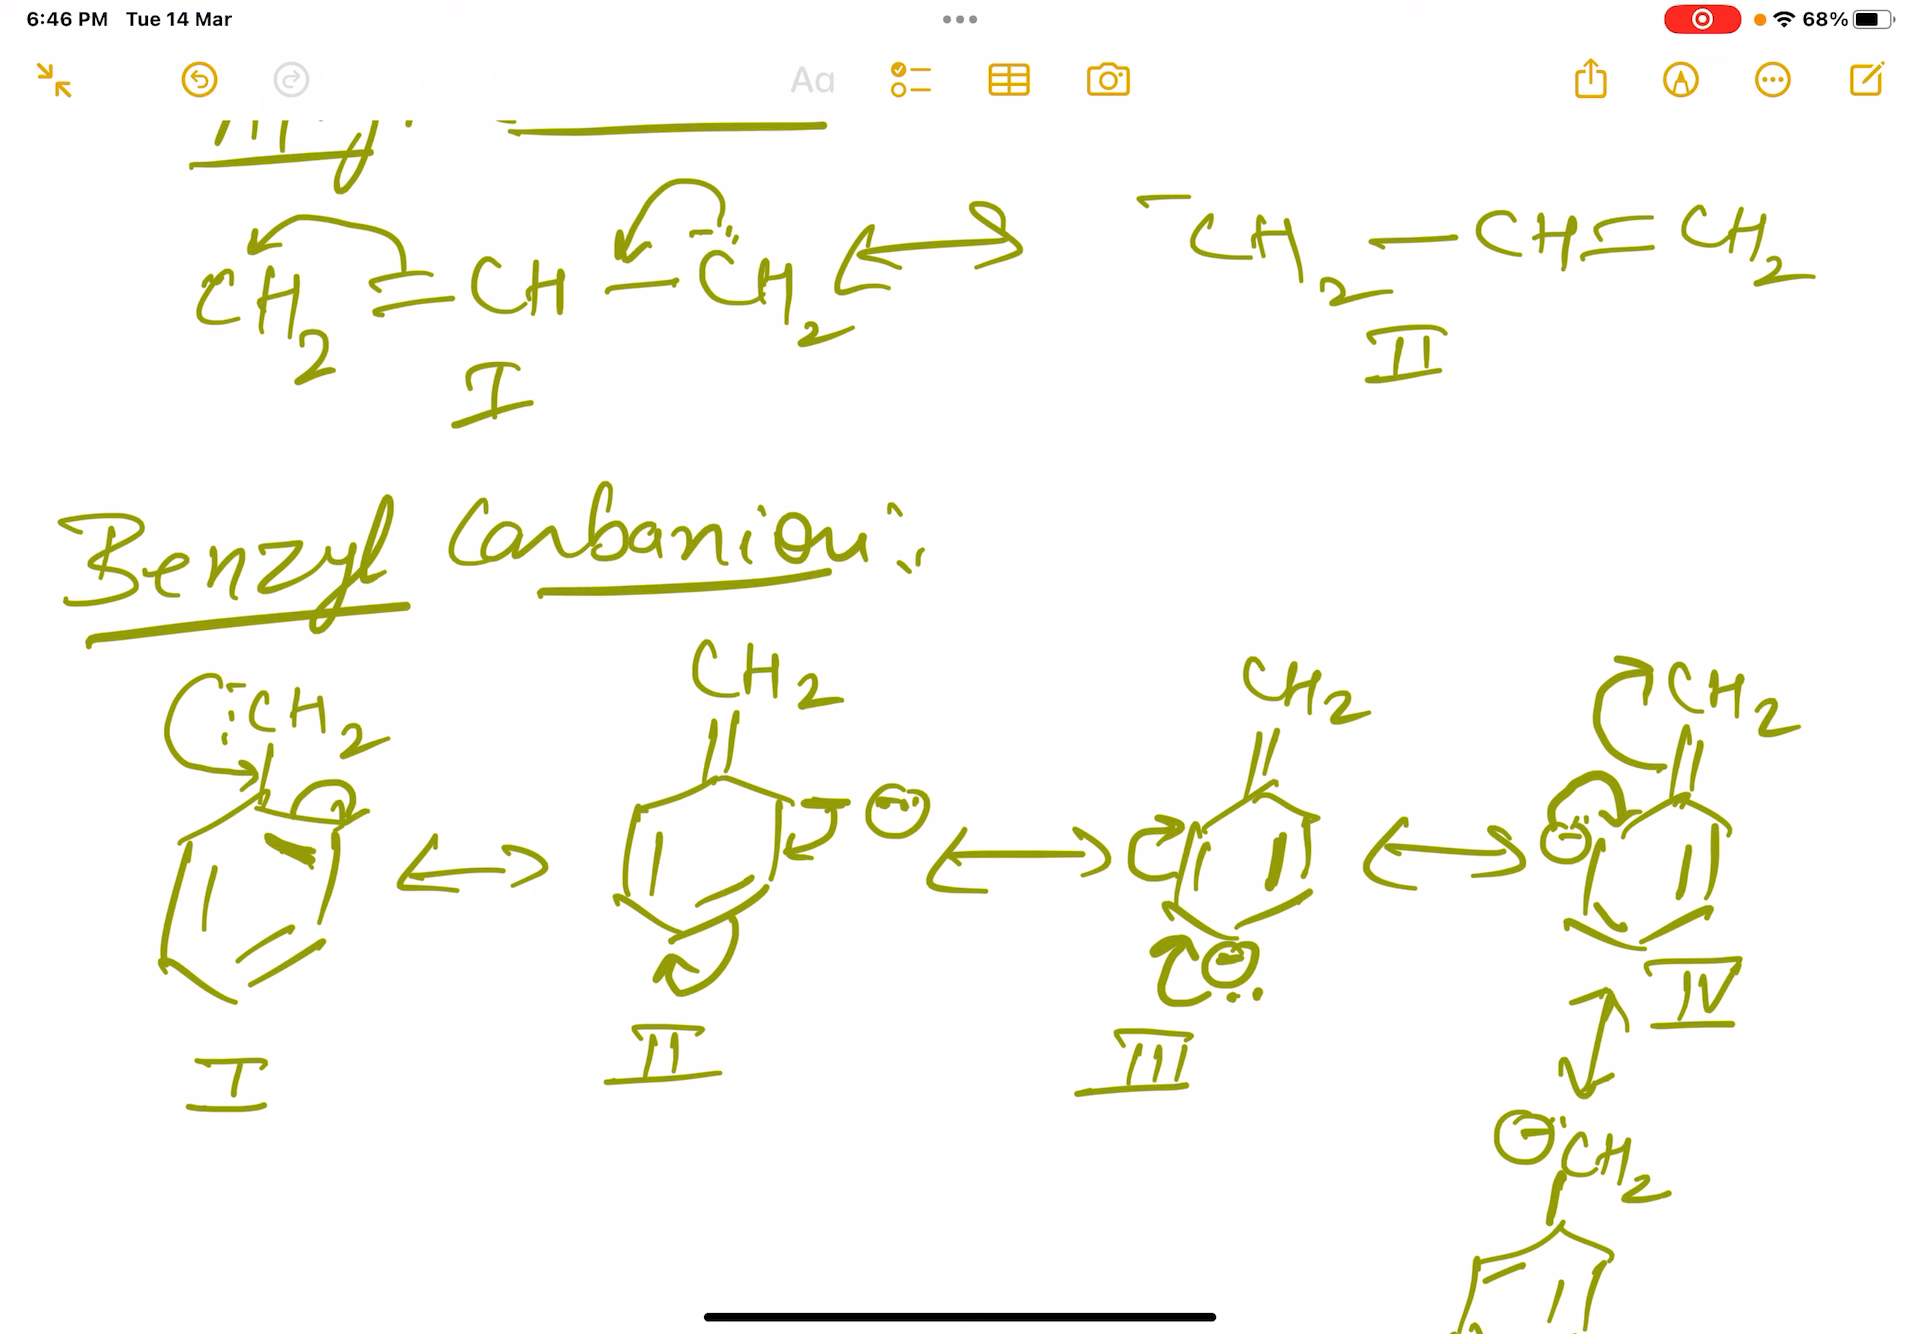 6:46 PM Tue 14 Mar 68%
Aa
CH₂ = CH – C̄H₂ ⟷ ⁻CH₂ — CH = CH₂
I II
Benzyl Carbanion:
⁻:CH₂ CH₂ CH₂ CH₂
⊖ ⊖
⊖
IV
I II III
⊖ CH₂